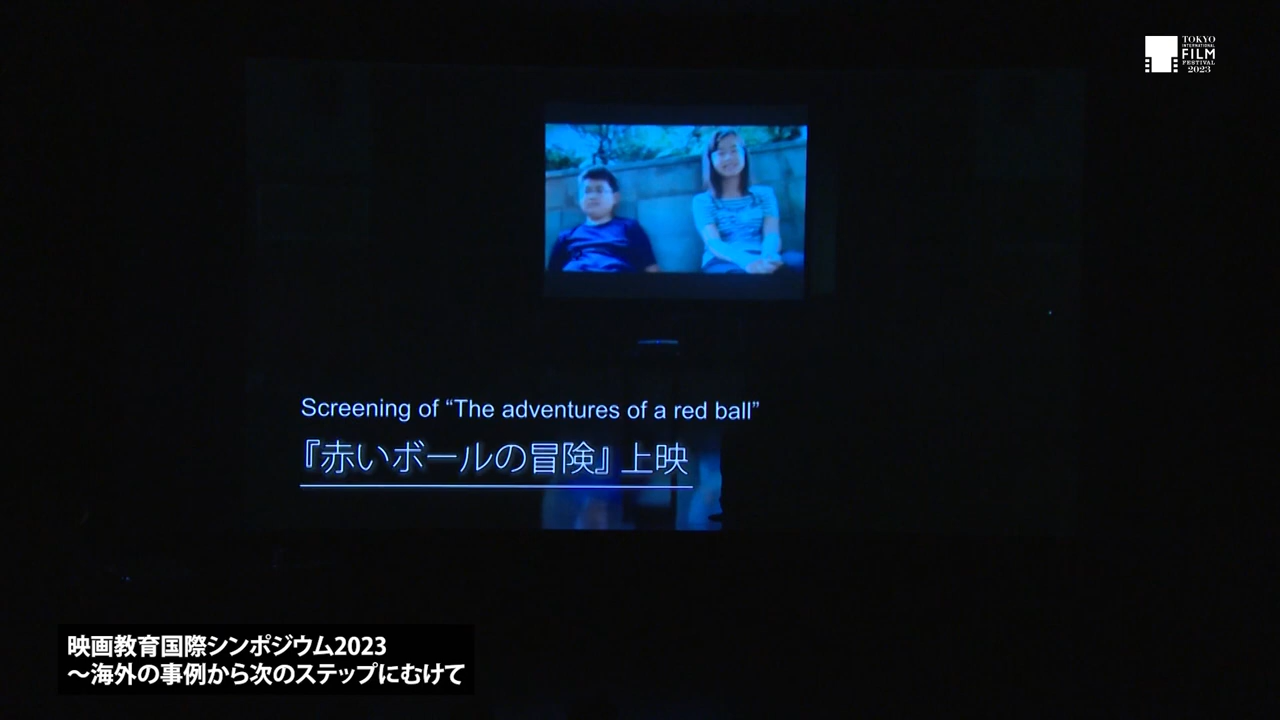 TOKYO
INTERNATIONAL
FILM
FESTIVAL
2023
Screening of “The adventures of a red ball”
『赤いボールの冒険』上映
映画教育国際シンポジウム2023
～海外の事例から次のステップにむけて